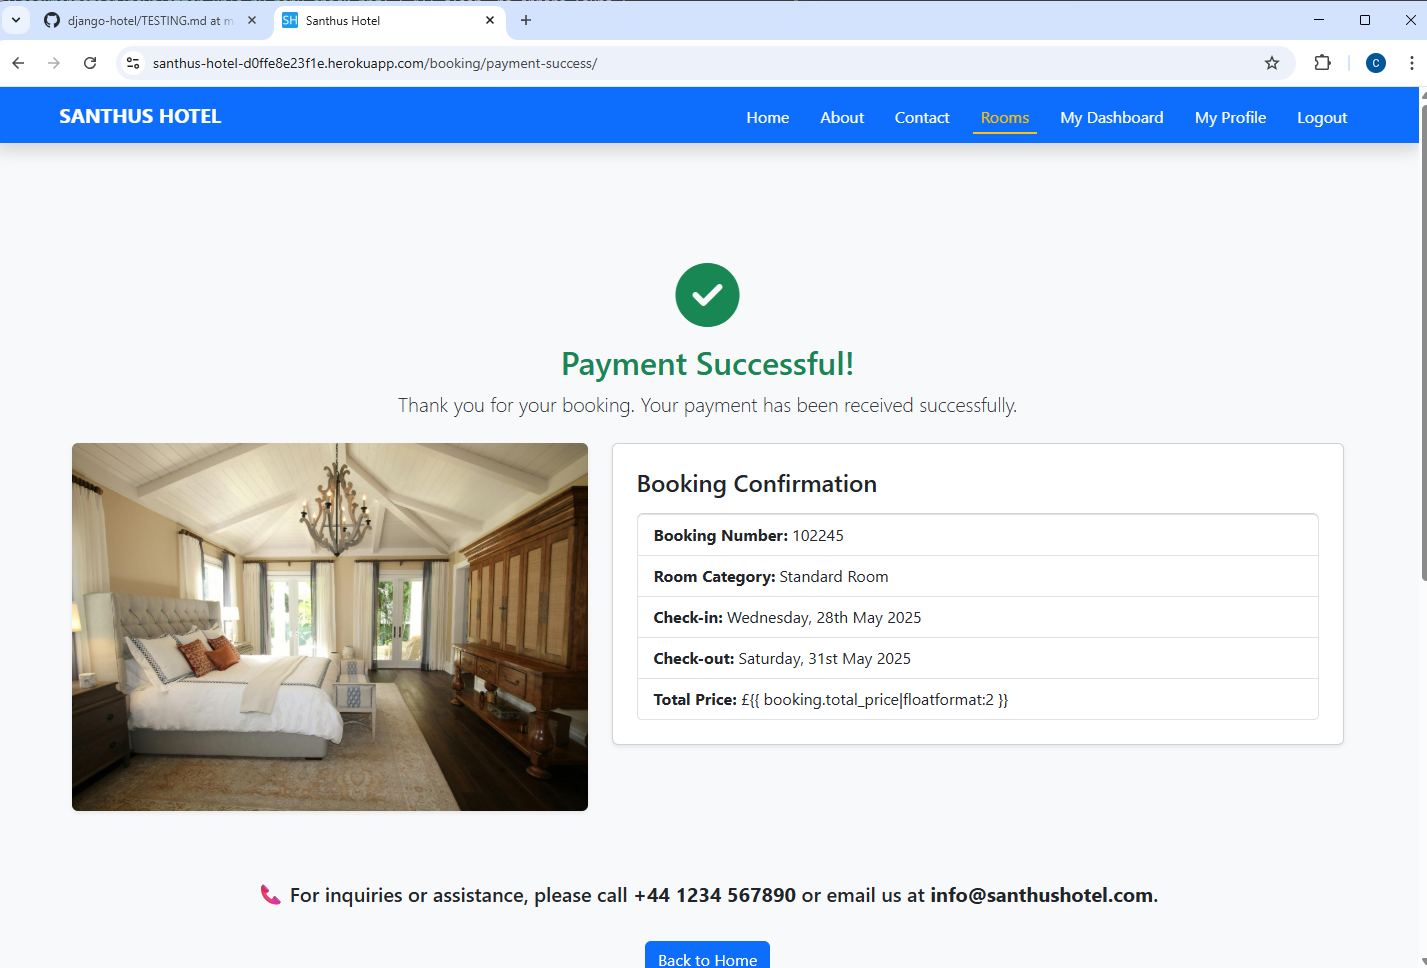 django-hotel/TESTING.md at m
Santhus Hotel
santhus-hotel-d0ffe8e23f1e.herokuapp.com/booking/payment-success/
C
SANTHUS HOTEL
Home About Contact Rooms My Dashboard My Profile Logout
Payment Successful!
Thank you for your booking. Your payment has been received successfully.
Booking Confirmation
Booking Number: 102245
Room Category: Standard Room
Check-in: Wednesday, 28th May 2025
Check-out: Saturday, 31st May 2025
Total Price: £{{ booking.total_price|floatformat:2 }}
For inquiries or assistance, please call +44 1234 567890 or email us at info@santhushotel.com.
Back to Home